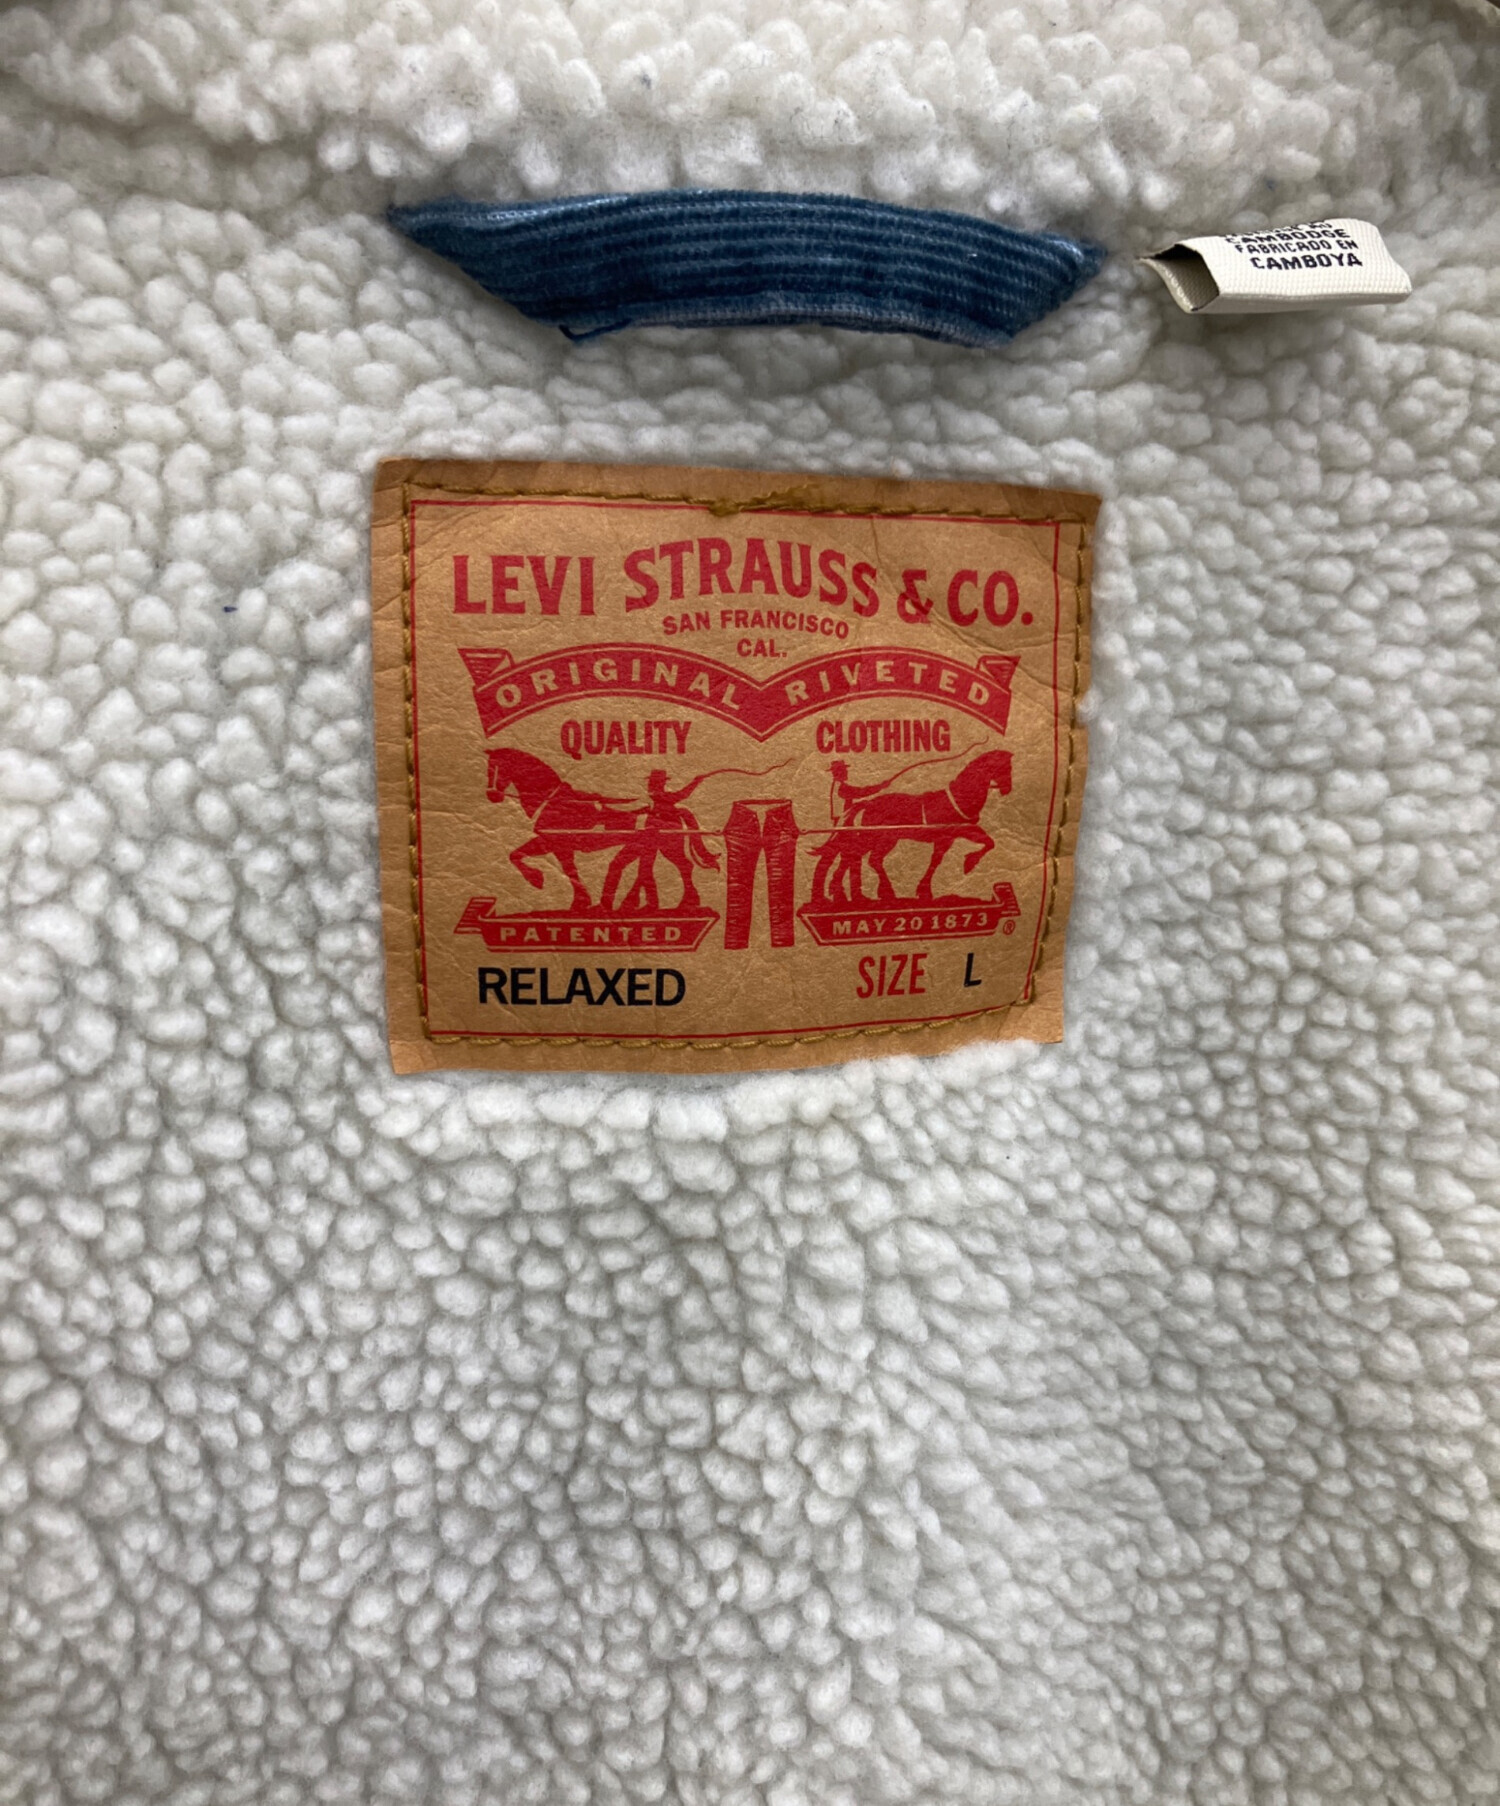 CAMBODGE
FABRICADO EN
CAMBOYA
LEVI STRAUSS & CO.
SAN FRANCISCO
CAL.
ORIGINAL RIVETED
QUALITY CLOTHING
PATENTED MAY 20 1873 ®
RELAXED SIZE L